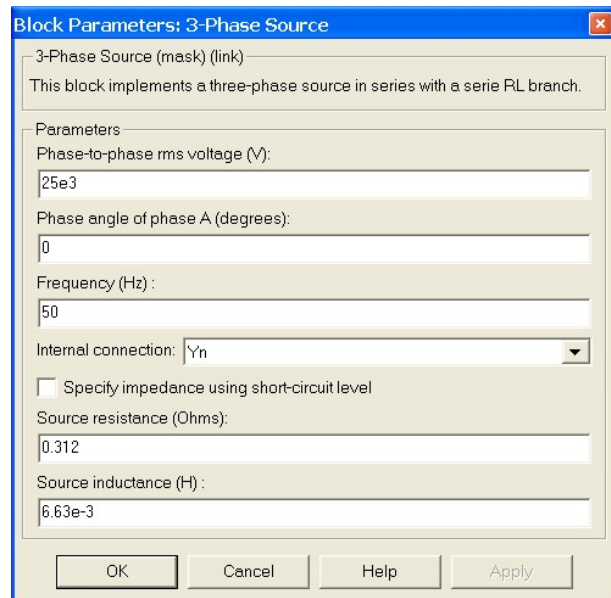 Block Parameters: 3-Phase Source
3-Phase Source (mask) (link)
This block implements a three-phase source in series with a serie RL branch.
Parameters
Phase-to-phase rms voltage (V):
25e3
Phase angle of phase A (degrees):
0
Frequency (Hz) :
50
Internal connection: Yn
Specify impedance using short-circuit level
Source resistance (Ohms):
0.312
Source inductance (H) :
6.63e-3
OK Cancel Help Apply